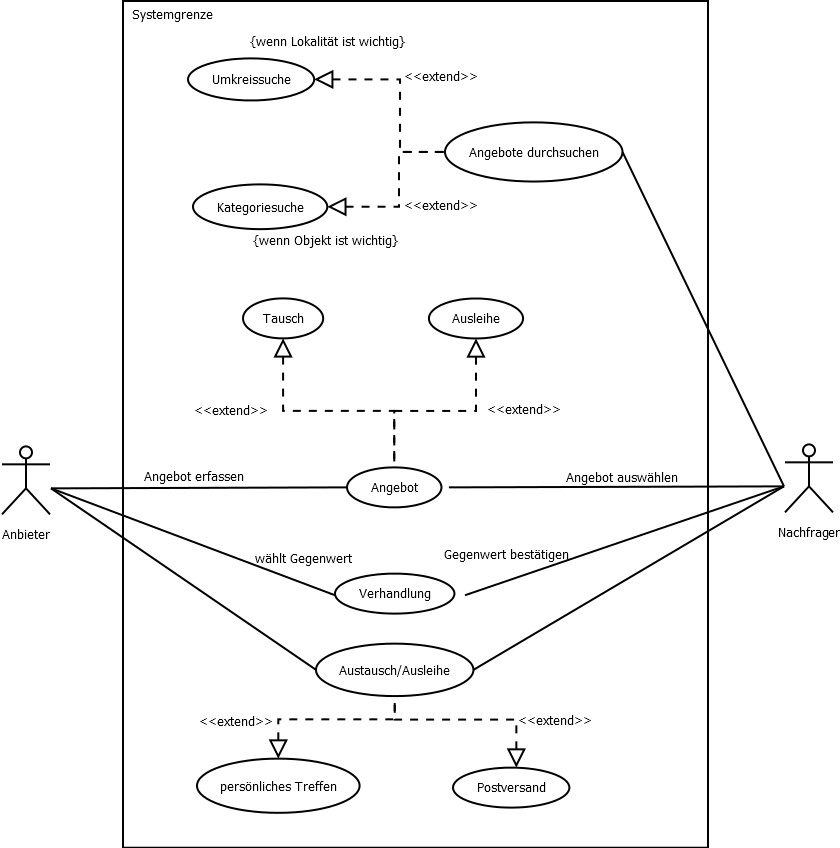 Systemgrenze
{wenn Lokalität ist wichtig}
Umkreissuche
<<extend>>
Angebote durchsuchen
Kategoriesuche
<<extend>>
{wenn Objekt ist wichtig}
Tausch
Ausleihe
<<extend>>
<<extend>>
Angebot erfassen
Angebot
Angebot auswählen
Anbieter
Nachfrager
wählt Gegenwert
Gegenwert bestätigen
Verhandlung
Austausch/Ausleihe
<<extend>>
<<extend>>
persönliches Treffen
Postversand